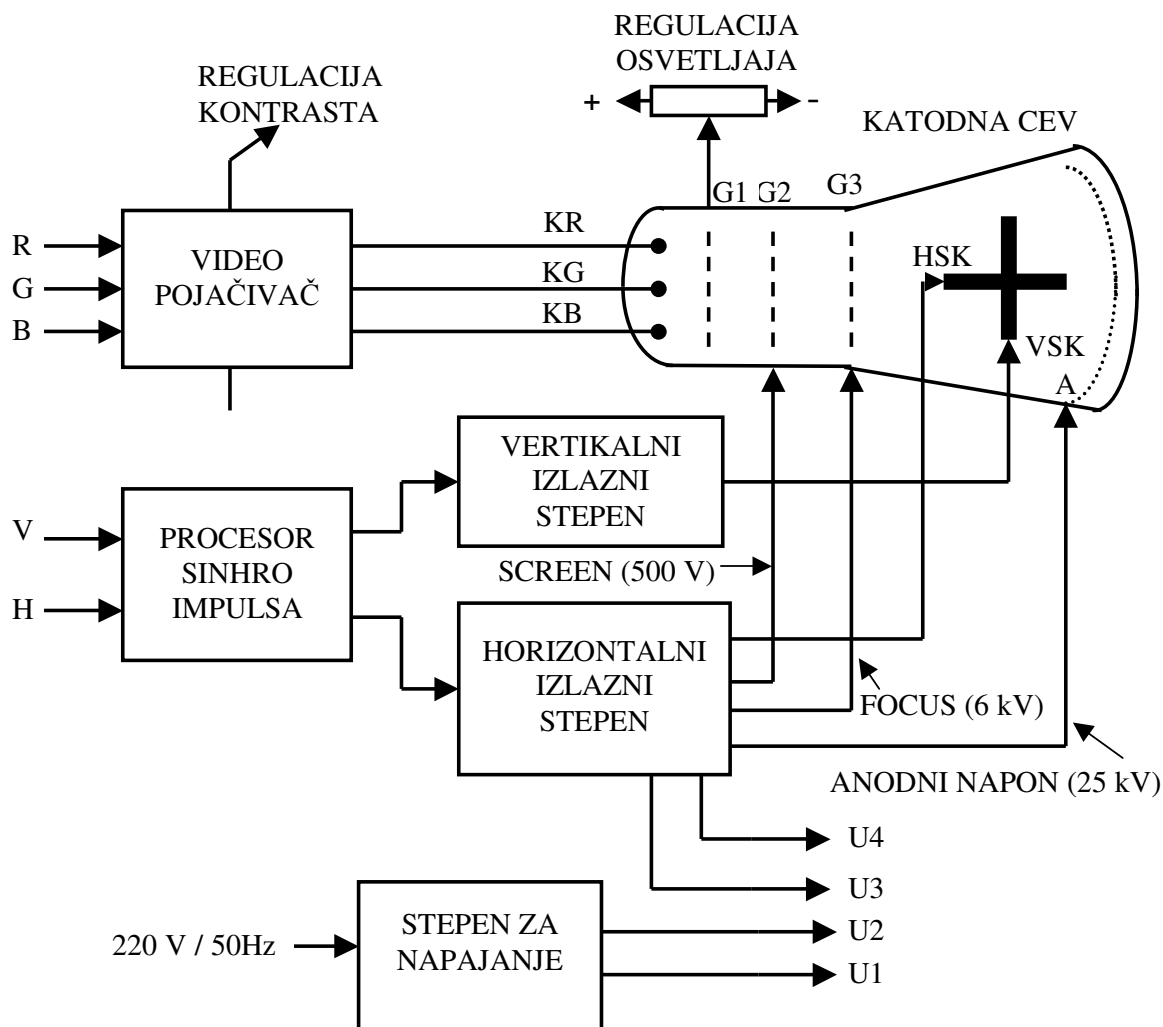 REGULACIJA
OSVETLJAJA
+ -
REGULACIJA
KONTRASTA
KATODNA CEV
G1 G2 G3
R
G
B
VIDEO
POJAČIVAČ
KR
KG
KB
HSK
VSK
A
V
H
PROCESOR
SINHRO
IMPULSA
VERTIKALNI
IZLAZNI
STEPEN
SCREEN (500 V)
HORIZONTALNI
IZLAZNI
STEPEN
FOCUS (6 kV)
ANODNI NAPON (25 kV)
U4
U3
U2
U1
220 V / 50Hz
STEPEN ZA
NAPAJANJE